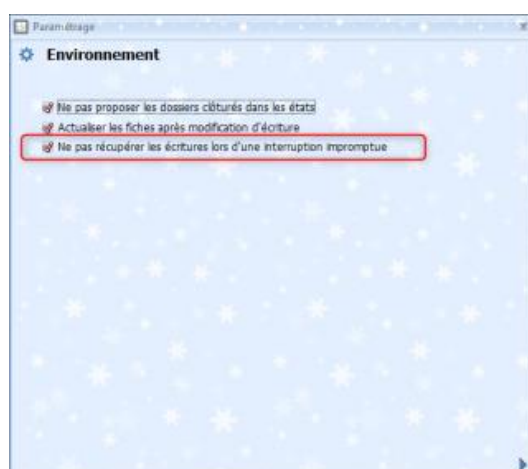 Paramétrage
Environnement
Ne pas proposer les dossiers clôturés dans les états
Actualiser les fiches après modification d'écriture
Ne pas récupérer les écritures lors d'une interruption impromptue